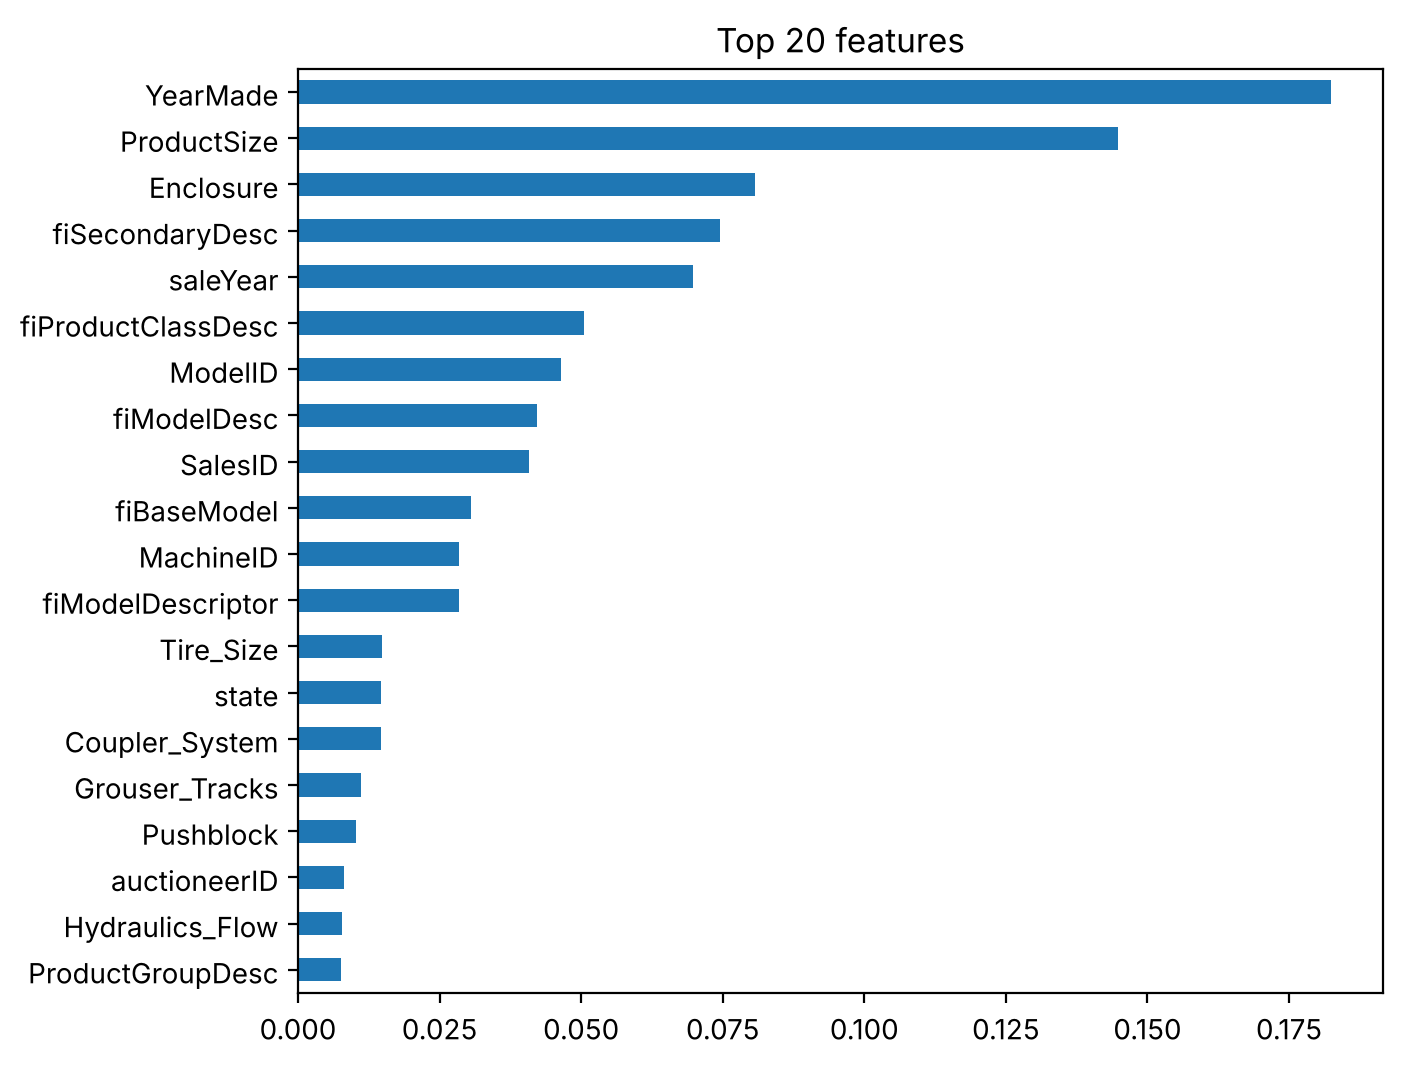 Top 20 features
YearMade
ProductSize
Enclosure
fiSecondaryDesc
saleYear
fiProductClassDesc
ModelID
fiModelDesc
SalesID
fiBaseModel
MachineID
fiModelDescriptor
Tire_Size
state
Coupler_System
Grouser_Tracks
Pushblock
auctioneerID
Hydraulics_Flow
ProductGroupDesc
0.000 0.025 0.050 0.075 0.100 0.125 0.150 0.175